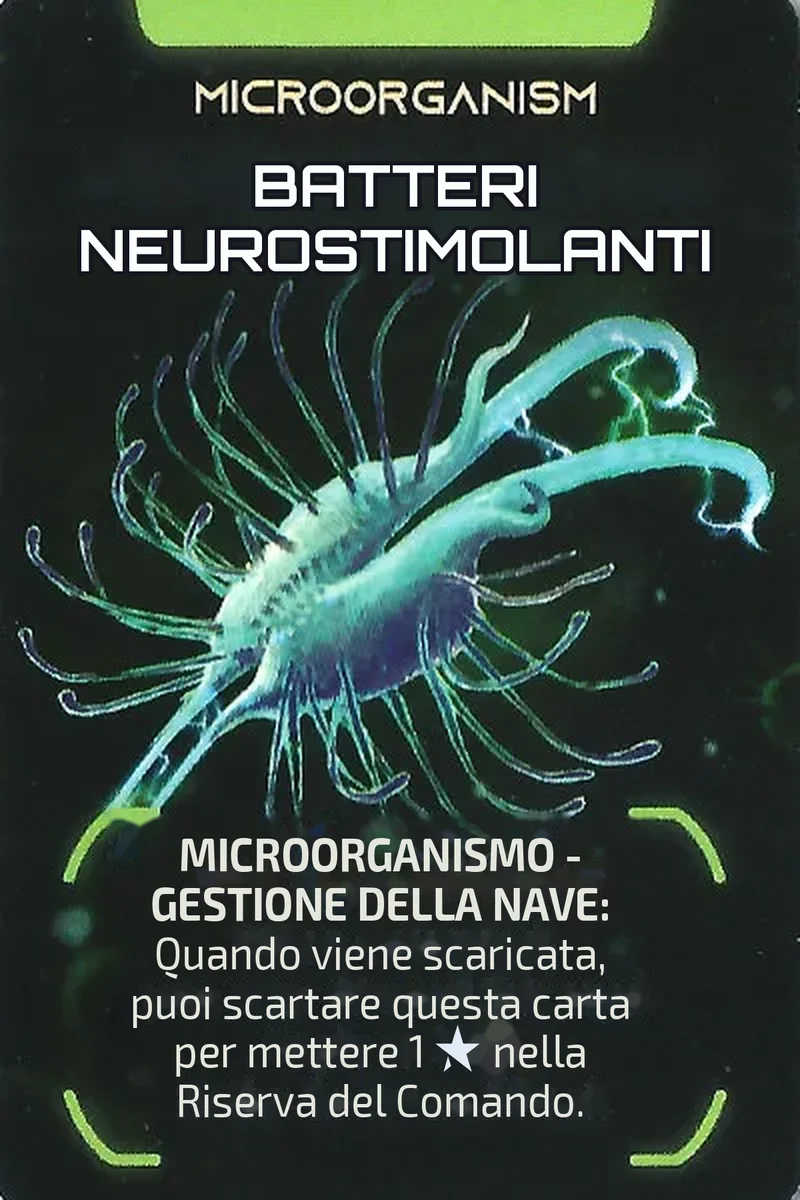 MICROORGANISM
BATTERI
NEUROSTIMOLANTI
MICROORGANISMO -
GESTIONE DELLA NAVE:
Quando viene scaricata,
puoi scartare questa carta
per mettere 1 ★ nella
Riserva del Comando.